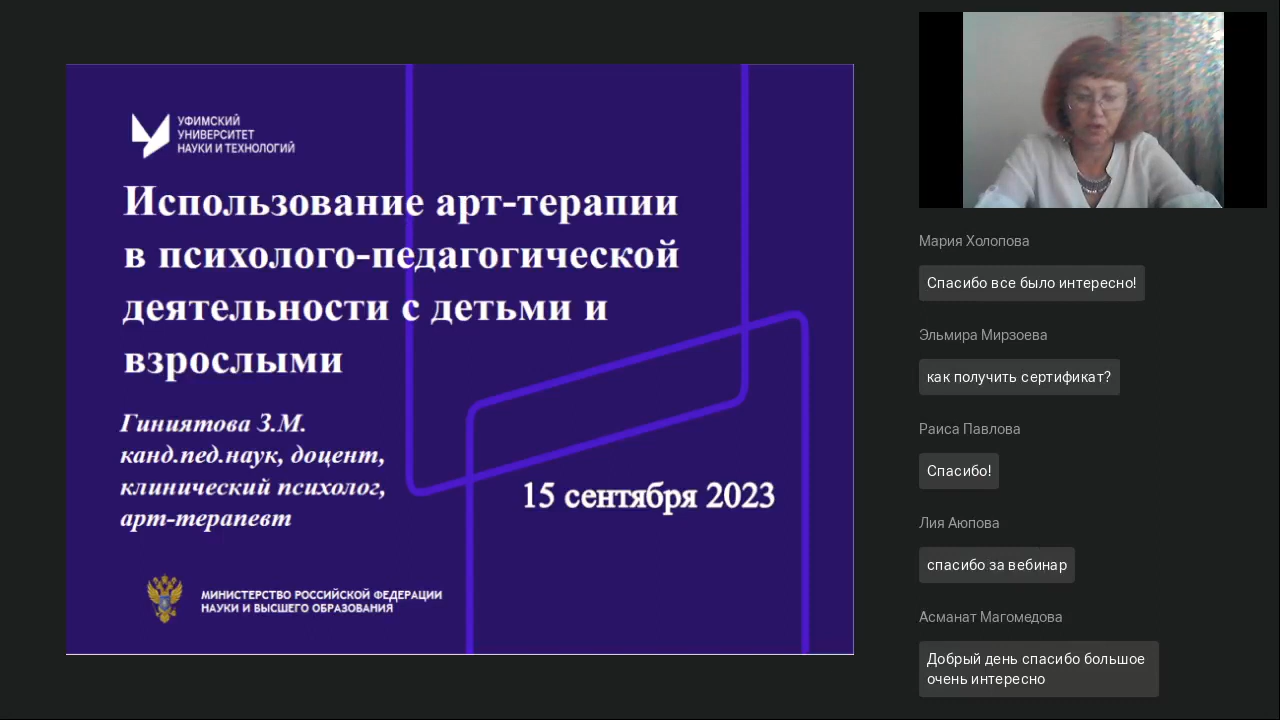 УФИМСКИЙ
УНИВЕРСИТЕТ
НАУКИ И ТЕХНОЛОГИЙ
Использование арт-терапии
в психолого-педагогической
деятельности с детьми и
взрослыми
Гиниятова З.М.
канд.пед.наук, доцент,
клинический психолог,
арт-терапевт
15 сентября 2023
МИНИСТЕРСТВО РОССИЙСКОЙ ФЕДЕРАЦИИ
НАУКИ И ВЫСШЕГО ОБРАЗОВАНИЯ
Мария Холопова
Спасибо все было интересно!
Эльмира Мирзоева
как получить сертификат?
Раиса Павлова
Спасибо!
Лия Аюпова
спасибо за вебинар
Асманат Магомедова
Добрый день спасибо большое
очень интересно